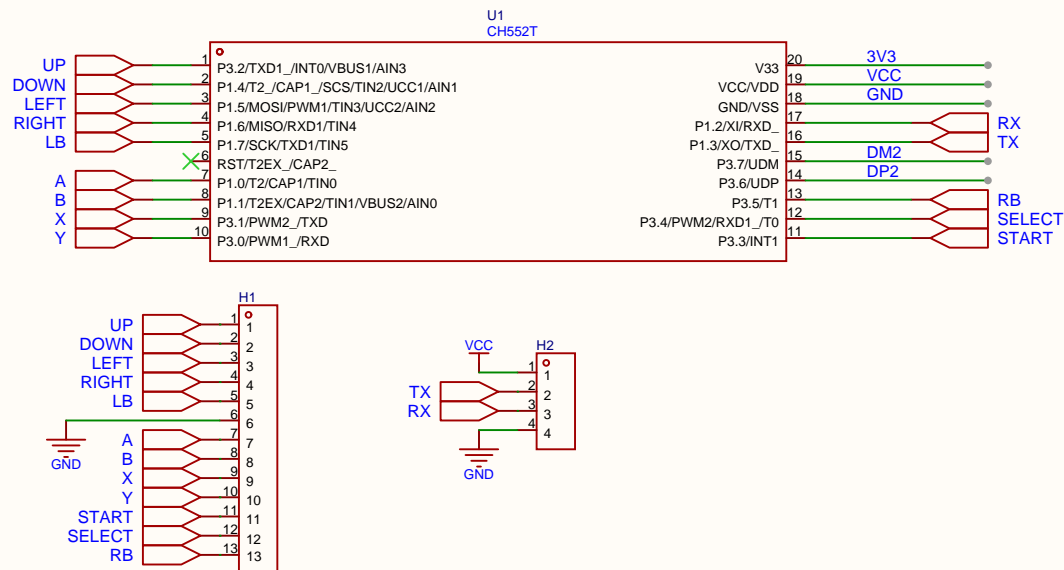 U1
CH552T
UP 1 P3.2/TXD1_/INT0/VBUS1/AIN3 V33 20 3V3
DOWN 2 P1.4/T2_/CAP1_/SCS/TIN2/UCC1/AIN1 VCC/VDD 19 VCC
LEFT 3 P1.5/MOSI/PWM1/TIN3/UCC2/AIN2 GND/VSS 18 GND
RIGHT 4 P1.6/MISO/RXD1/TIN4 P1.2/XI/RXD_ 17 RX
LB 5 P1.7/SCK/TXD1/TIN5 P1.3/XO/TXD_ 16 TX
6 RST/T2EX_/CAP2_ P3.7/UDM 15 DM2
A 7 P1.0/T2/CAP1/TIN0 P3.6/UDP 14 DP2
B 8 P1.1/T2EX/CAP2/TIN1/VBUS2/AIN0 P3.5/T1 13 RB
X 9 P3.1/PWM2_/TXD P3.4/PWM2/RXD1_/T0 12 SELECT
Y 10 P3.0/PWM1_/RXD P3.3/INT1 11 START
H1
UP 1 1
DOWN 2 2
LEFT 3 3
RIGHT 4 4
LB 5 5
6 6
GND
A 7 7
B 8 8
X 9 9
Y 10 10
START 11 11
SELECT 12 12
RB 13 13
VCC H2
1 1
TX 2 2
RX 3 3
4 4
GND